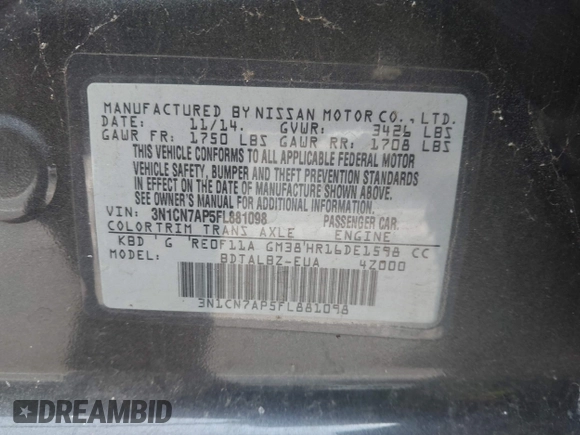 MANUFACTURED BY NISSAN MOTOR CO., LTD.
DATE: 11/14. GVWR: 3426 LBS
GAWR FR: 1750 LBS GAWR RR: 1708 LBS
THIS VEHICLE CONFORMS TO ALL APPLICABLE FEDERAL MOTOR
VEHICLE SAFETY, BUMPER AND THEFT PREVENTION STANDARDS
IN EFFECT ON THE DATE OF MANUFACTURE SHOWN ABOVE.
SEE OWNER'S MANUAL FOR ADDITIONAL INFORMATION.
VIN: 3N1CN7AP5FL881098 PASSENGER CAR.
COLOR TRIM TRANS AXLE ENGINE
KBD G RE0F11A GM38 HR16DE1598 CC
MODEL: BDTALBZ-EUA 4Z000
3N1CN7AP5FL881098
DREAMBID